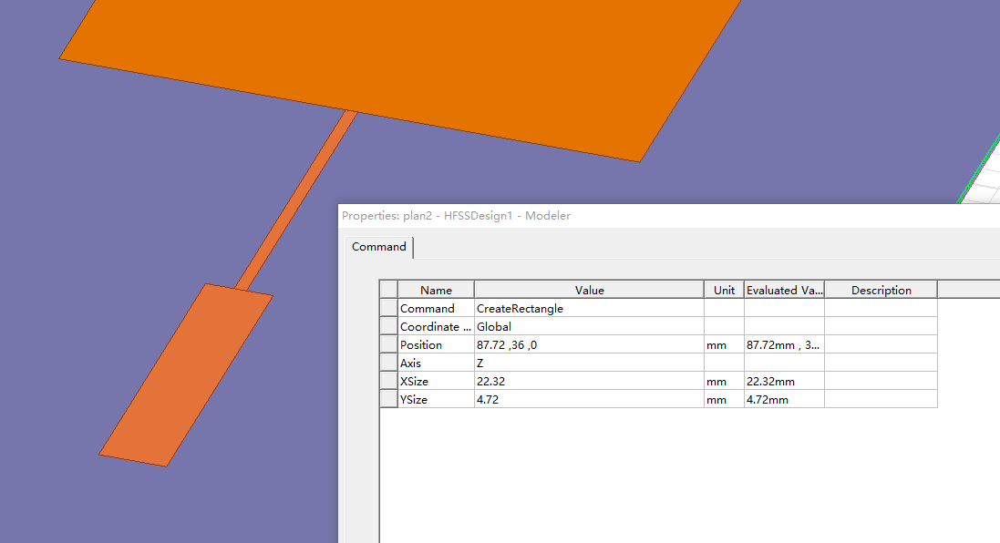 Properties: plan2 - HFSSDesign1 - Modeler
Command
Name Value Unit Evaluated Va... Description
Command CreateRectangle
Coordinate ... Global
Position 87.72 ,36 ,0 mm 87.72mm , 3...
Axis Z
XSize 22.32 mm 22.32mm
YSize 4.72 mm 4.72mm